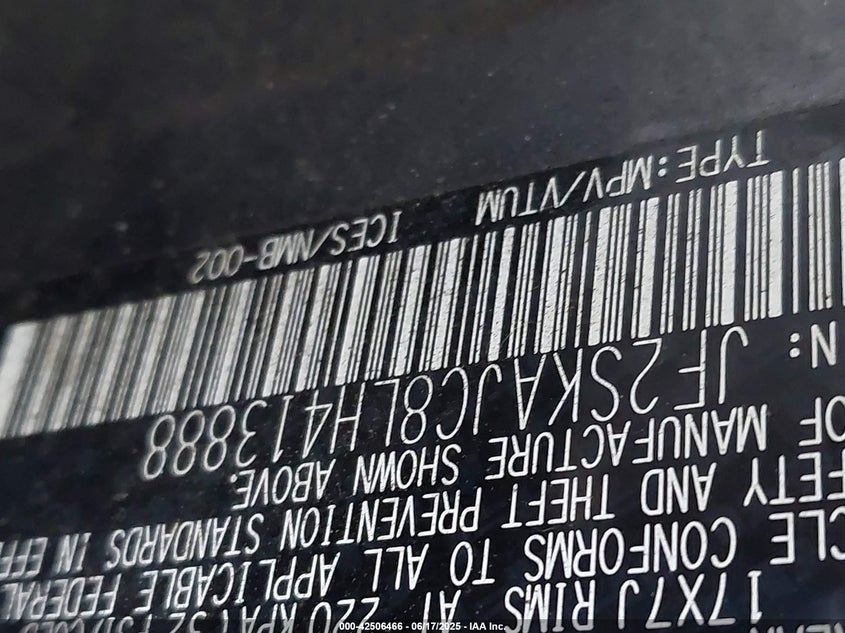 17X7J RIMS AT 220 KPA
CLE CONFORMS TO ALL APPLICABLE FEDERAL
FETY AND THEFT PREVENTION STANDARDS IN EFF
OF MANUFACTURE SHOWN ABOVE.
N: JF2SKAJC8LH413888
TYPE:MPV/VTUM ICES/NMB-002
000-42506466 - 06/17/2025 - IAA Inc.